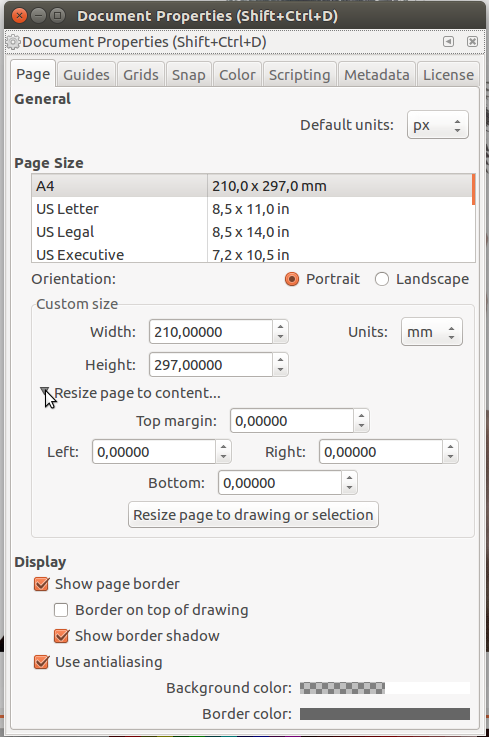 Document Properties (Shift+Ctrl+D)
Document Properties (Shift+Ctrl+D)
Page Guides Grids Snap Color Scripting Metadata License
General
Default units: px
Page Size
A4 210,0 x 297,0 mm
US Letter 8,5 x 11,0 in
US Legal 8,5 x 14,0 in
US Executive 7,2 x 10,5 in
Orientation: Portrait Landscape
Custom size
Width: 210,00000 Units: mm
Height: 297,00000
Resize page to content...
Top margin: 0,00000
Left: 0,00000 Right: 0,00000
Bottom: 0,00000
Resize page to drawing or selection
Display
Show page border
Border on top of drawing
Show border shadow
Use antialiasing
Background color:
Border color: